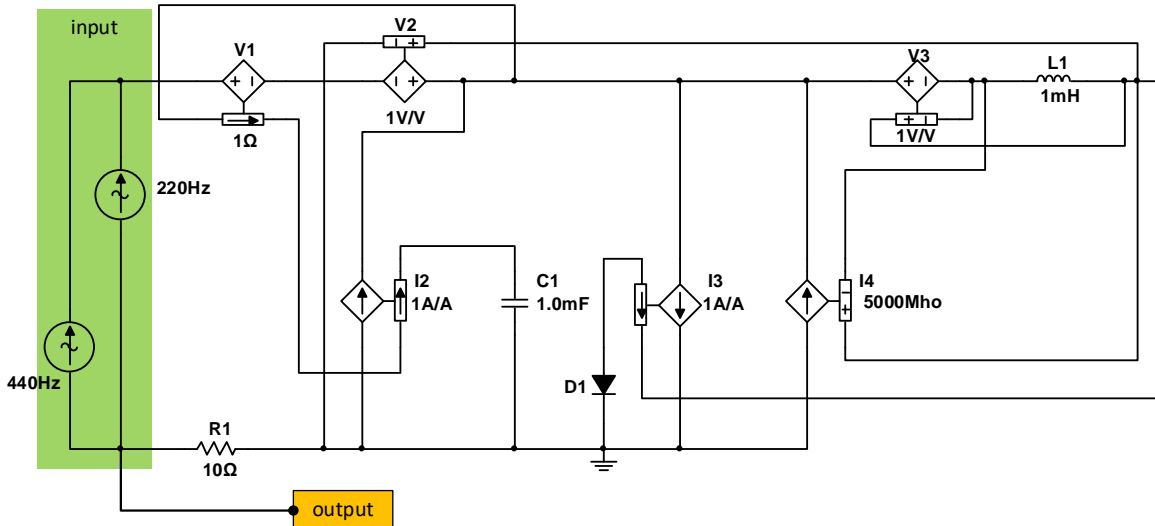 input
V2
V1
V3
L1
1mH
1V/V
1Ω
1V/V
220Hz
I2
1A/A
C1
1.0mF
I3
1A/A
I4
5000Mho
440Hz
D1
R1
10Ω
output